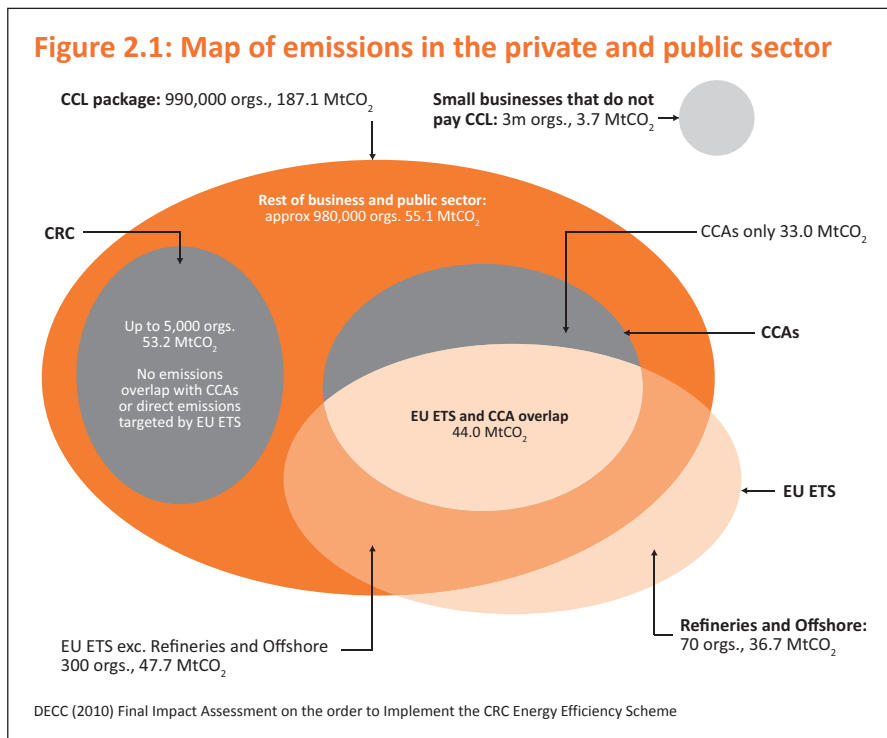 Figure 2.1: Map of emissions in the private and public sector
CCL package: 990,000 orgs., 187.1 MtCO₂
Small businesses that do not
pay CCL: 3m orgs., 3.7 MtCO₂
Rest of business and public sector:
approx 980,000 orgs. 55.1 MtCO₂
CRC
CCAs only 33.0 MtCO₂
Up to 5,000 orgs.
53.2 MtCO₂
No emissions
overlap with CCAs
or direct emissions
targeted by EU ETS
CCAs
EU ETS and CCA overlap
44.0 MtCO₂
EU ETS
EU ETS exc. Refineries and Offshore
300 orgs., 47.7 MtCO₂
Refineries and Offshore:
70 orgs., 36.7 MtCO₂
DECC (2010) Final Impact Assessment on the order to Implement the CRC Energy Efficiency Scheme